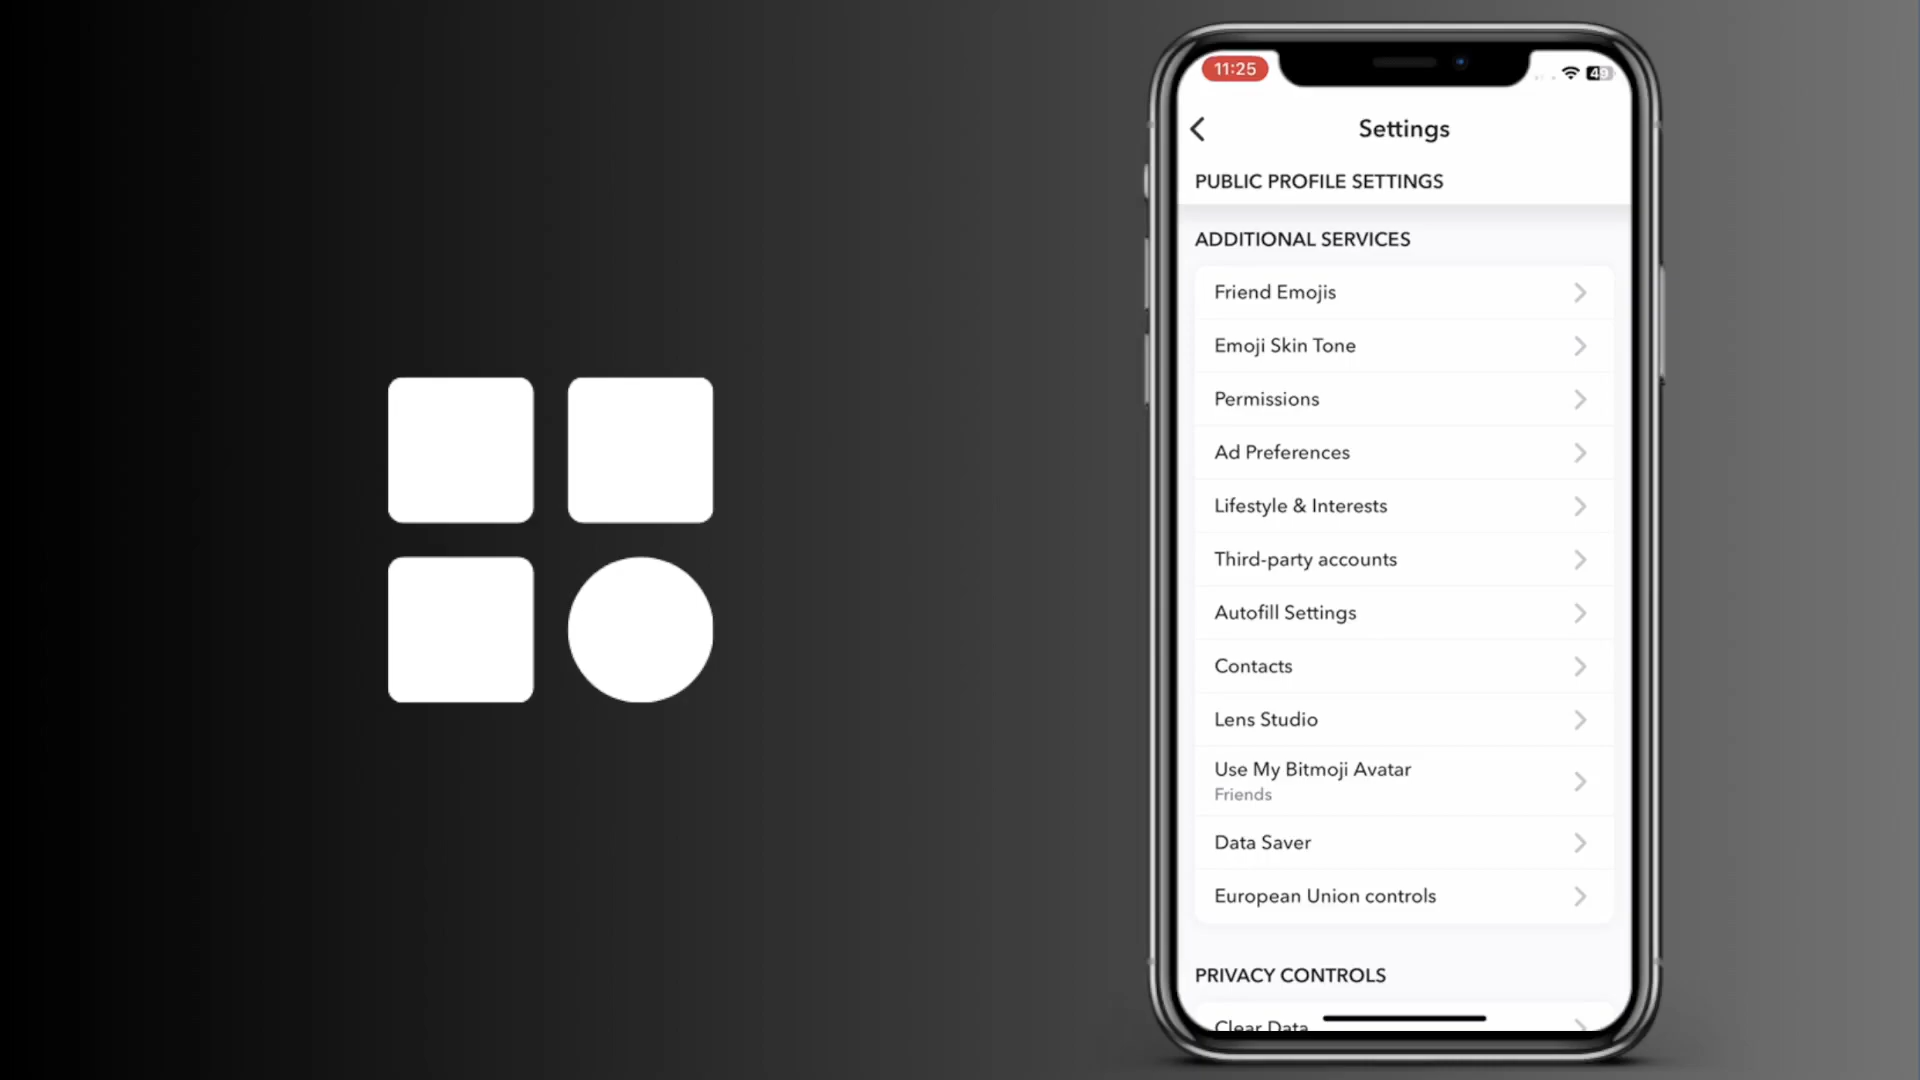 11:25
49
Settings
PUBLIC PROFILE SETTINGS
ADDITIONAL SERVICES
Friend Emojis
Emoji Skin Tone
Permissions
Ad Preferences
Lifestyle & Interests
Third-party accounts
Autofill Settings
Contacts
Lens Studio
Use My Bitmoji Avatar
Friends
Data Saver
European Union controls
PRIVACY CONTROLS
Clear Data